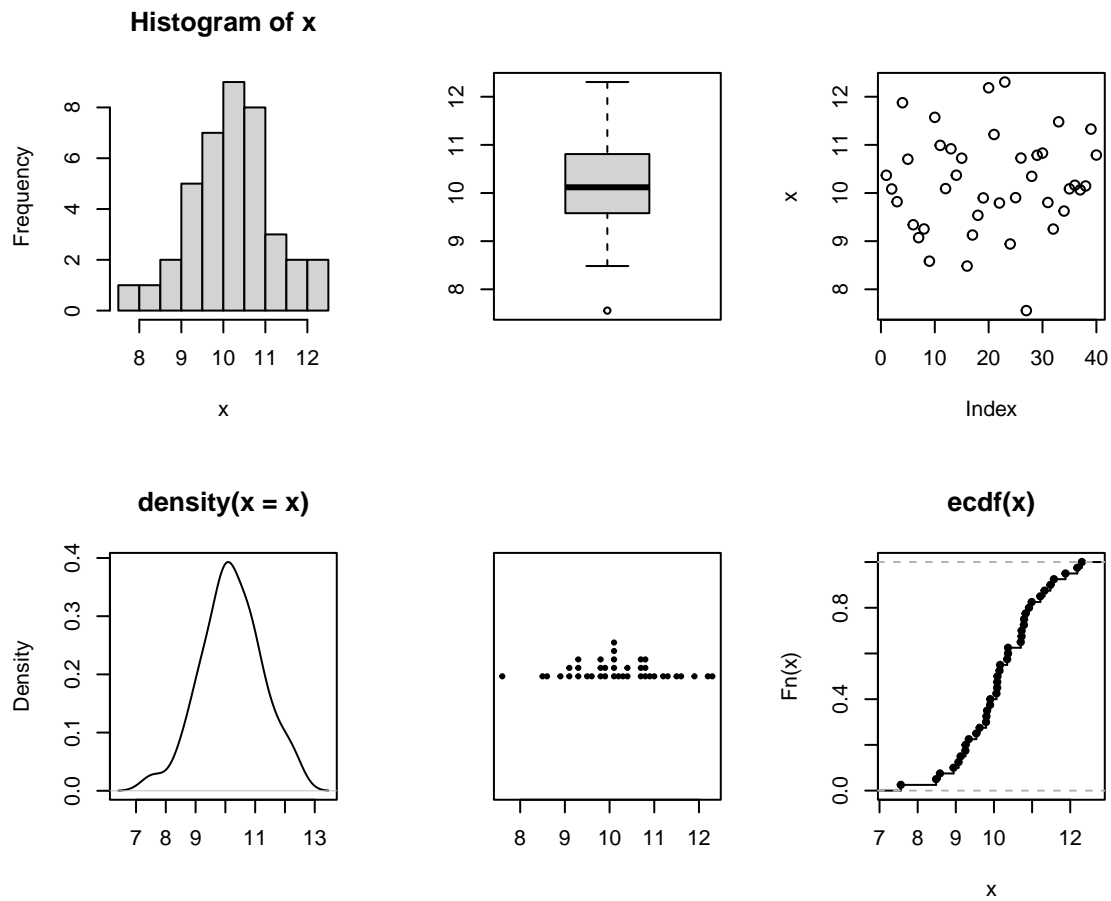 Histogram of x
Frequency
0 2 4 6 8
8 9 10 11 12
x
8 9 10 11 12
x
8 9 10 11 12
0 10 20 30 40
Index
density(x = x)
Density
0.0 0.1 0.2 0.3 0.4
7 8 9 11 13
8 9 10 11 12
ecdf(x)
Fn(x)
0.0 0.4 0.8
7 8 9 10 12
x